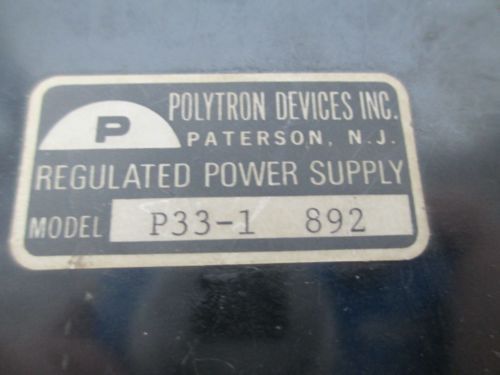 P
POLYTRON DEVICES INC.
PATERSON, N.J.
REGULATED POWER SUPPLY
MODEL P33-1 892